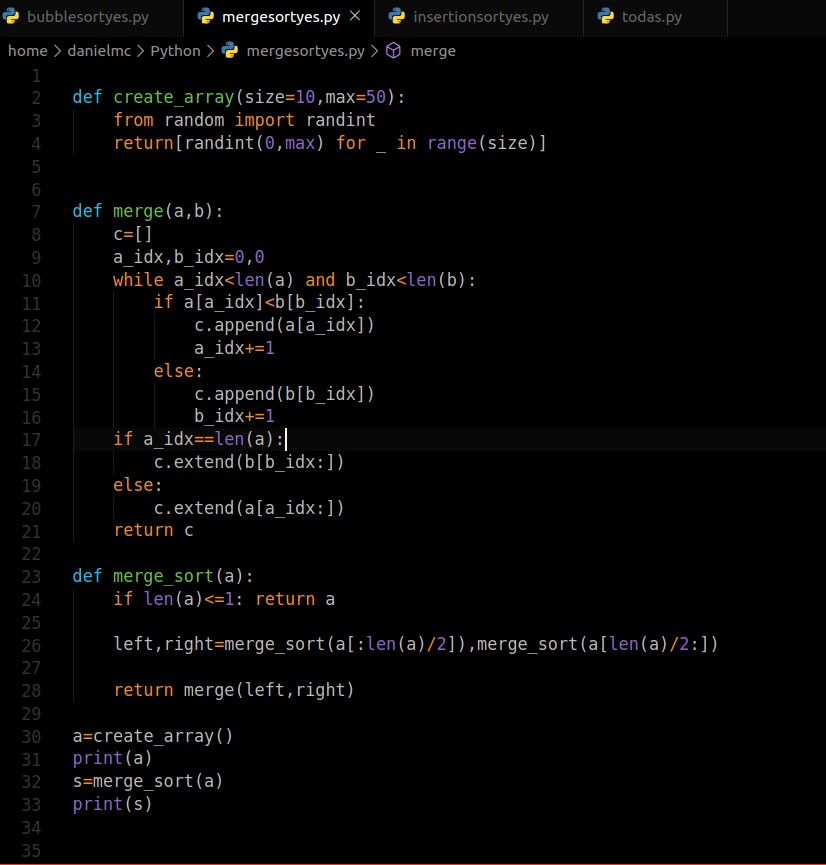 bubblesortyes.py mergesortyes.py × insertionsortyes.py todas.py
home > danielmc > Python > mergesortyes.py > merge
1
2 def create_array(size=10,max=50):
3     from random import randint
4     return[randint(0,max) for _ in range(size)]
5
6
7 def merge(a,b):
8     c=[]
9     a_idx,b_idx=0,0
10     while a_idx<len(a) and b_idx<len(b):
11         if a[a_idx]<b[b_idx]:
12             c.append(a[a_idx])
13             a_idx+=1
14         else:
15             c.append(b[b_idx])
16             b_idx+=1
17     if a_idx==len(a):
18         c.extend(b[b_idx:])
19     else:
20         c.extend(a[a_idx:])
21     return c
22
23 def merge_sort(a):
24     if len(a)<=1: return a
25
26     left,right=merge_sort(a[:len(a)/2]),merge_sort(a[len(a)/2:])
27
28     return merge(left,right)
29
30 a=create_array()
31 print(a)
32 s=merge_sort(a)
33 print(s)
34
35